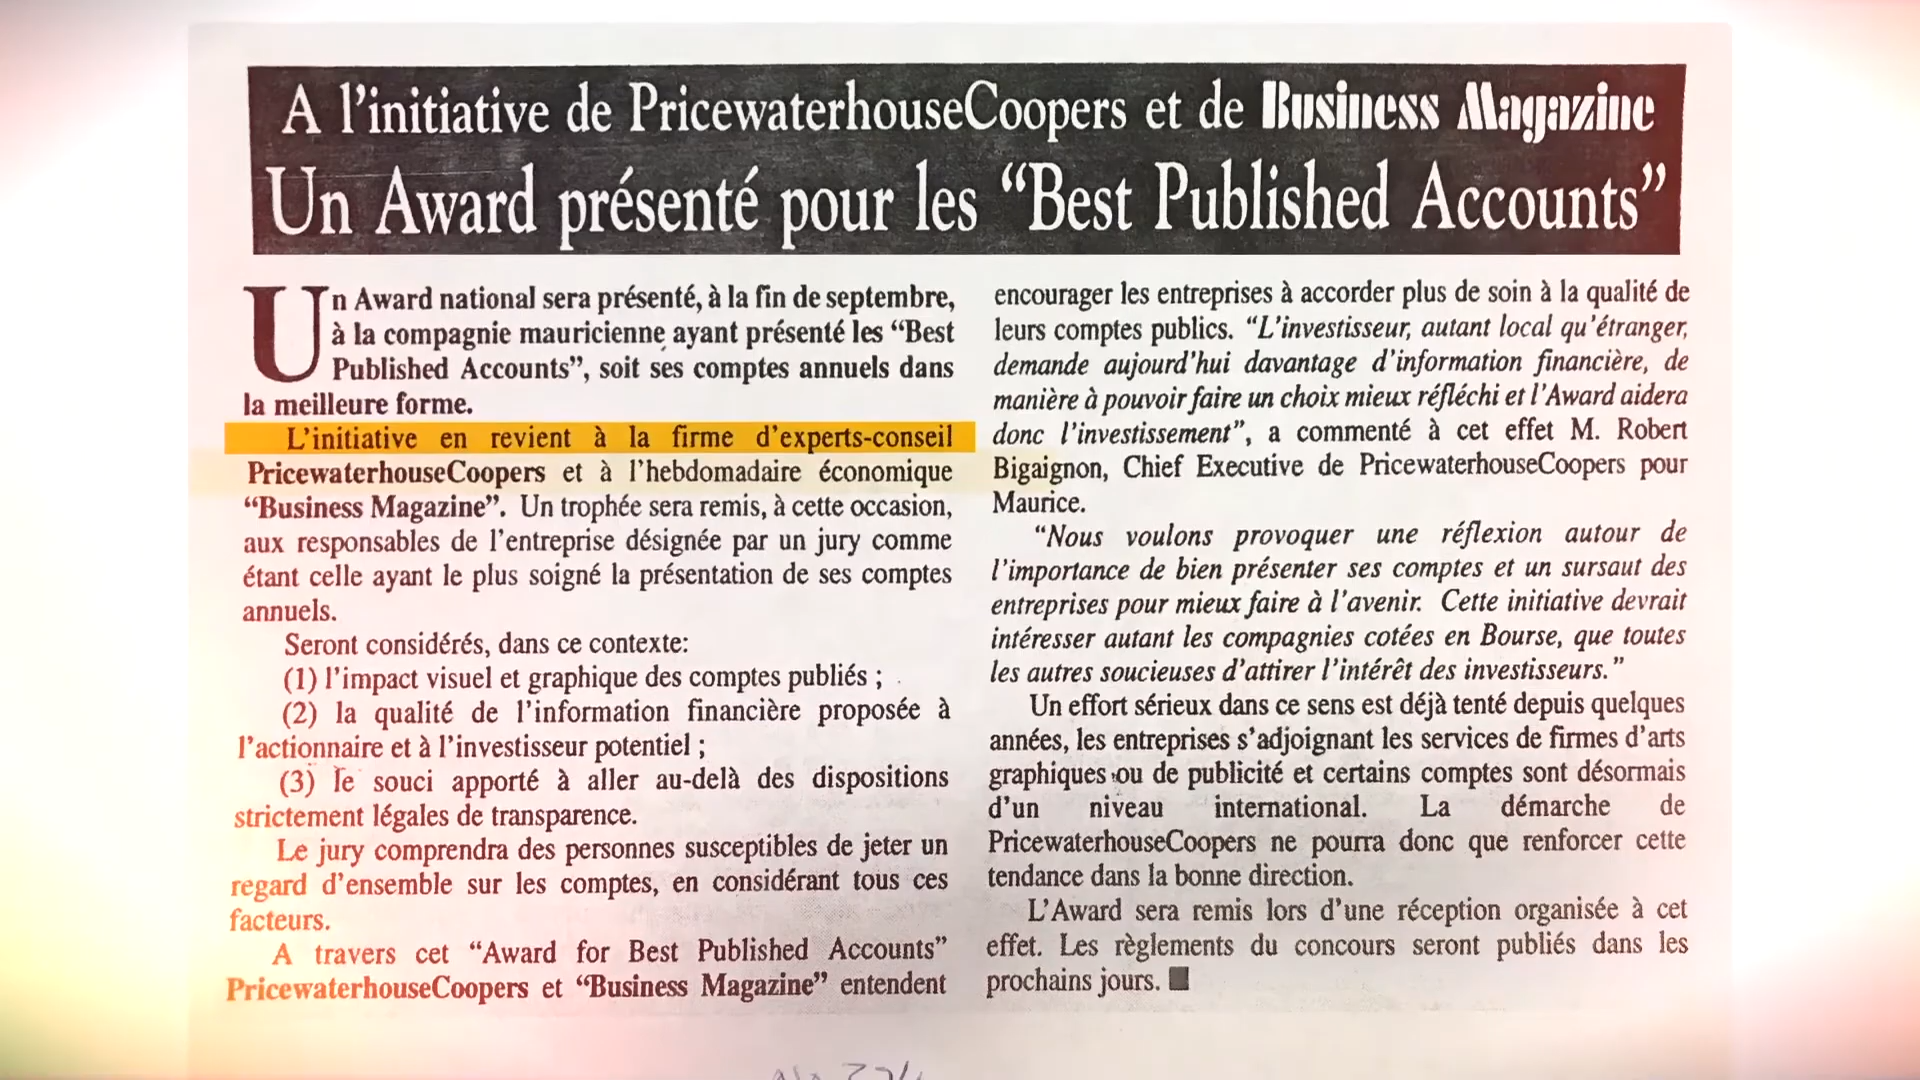 A l'initiative de PricewaterhouseCoopers et de Business Magazine
Un Award présenté pour les “Best Published Accounts”
Un Award national sera présenté, à la fin de septembre,
à la compagnie mauricienne ayant présenté les “Best
Published Accounts”, soit ses comptes annuels dans
la meilleure forme.
L'initiative en revient à la firme d'experts-conseil
PricewaterhouseCoopers et à l'hebdomadaire économique
“Business Magazine”. Un trophée sera remis, à cette occasion,
aux responsables de l'entreprise désignée par un jury comme
étant celle ayant le plus soigné la présentation de ses comptes
annuels.
Seront considérés, dans ce contexte:
(1) l'impact visuel et graphique des comptes publiés ;
(2) la qualité de l'information financière proposée à
l'actionnaire et à l'investisseur potentiel ;
(3) le souci apporté à aller au-delà des dispositions
strictement légales de transparence.
Le jury comprendra des personnes susceptibles de jeter un
regard d'ensemble sur les comptes, en considérant tous ces
facteurs.
A travers cet “Award for Best Published Accounts”
PricewaterhouseCoopers et “Business Magazine” entendent
encourager les entreprises à accorder plus de soin à la qualité de
leurs comptes publics. “L'investisseur, autant local qu'étranger,
demande aujourd'hui davantage d'information financière, de
manière à pouvoir faire un choix mieux réfléchi et l'Award aidera
donc l'investissement”, a commenté à cet effet M. Robert
Bigaignon, Chief Executive de PricewaterhouseCoopers pour
Maurice.
“Nous voulons provoquer une réflexion autour de
l'importance de bien présenter ses comptes et un sursaut des
entreprises pour mieux faire à l'avenir. Cette initiative devrait
intéresser autant les compagnies cotées en Bourse, que toutes
les autres soucieuses d'attirer l'intérêt des investisseurs.”
Un effort sérieux dans ce sens est déjà tenté depuis quelques
années, les entreprises s'adjoignant les services de firmes d'arts
graphiques ou de publicité et certains comptes sont désormais
d'un niveau international. La démarche de
PricewaterhouseCoopers ne pourra donc que renforcer cette
tendance dans la bonne direction.
L'Award sera remis lors d'une réception organisée à cet
effet. Les règlements du concours seront publiés dans les
prochains jours.